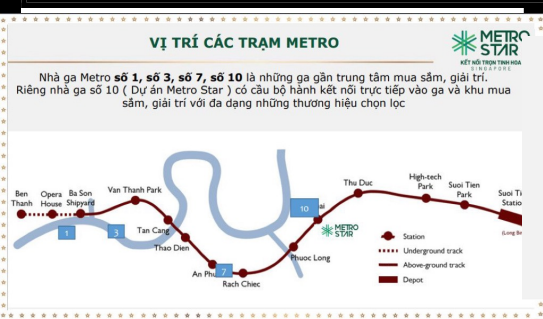 VỊ TRÍ CÁC TRẠM METRO
METRO
STAR
KẾT NỐI TRỌN TINH HOA
SINGAPORE
Nhà ga Metro số 1, số 3, số 7, số 10 là những ga gần trung tâm mua sắm, giải trí.
Riêng nhà ga số 10 ( Dự án Metro Star ) có cầu bộ hành kết nối trực tiếp vào ga và khu mua
sắm, giải trí với đa dạng những thương hiệu chọn lọc
Ben
Thanh
Opera
House
Ba Son
Shipyard
Van Thanh Park
Tan Cang
Thao Dien
An Phu
Rach Chiec
Phuoc Long
Thu Duc
High-tech
Park
Suoi Tien
Park
Suoi Ti
Statio
1
3
7
10
ai
METRO
STAR
Station
Underground track
Above-ground track
Depot